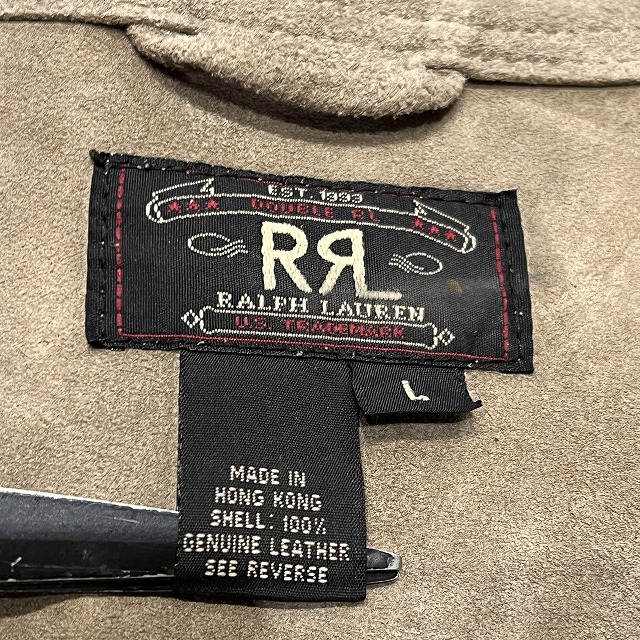 EST. 1993
DOUBLE RL
RRL
RALPH LAUREN
U.S. TRADEMARK
L
MADE IN
HONG KONG
SHELL: 100%
GENUINE LEATHER
SEE REVERSE